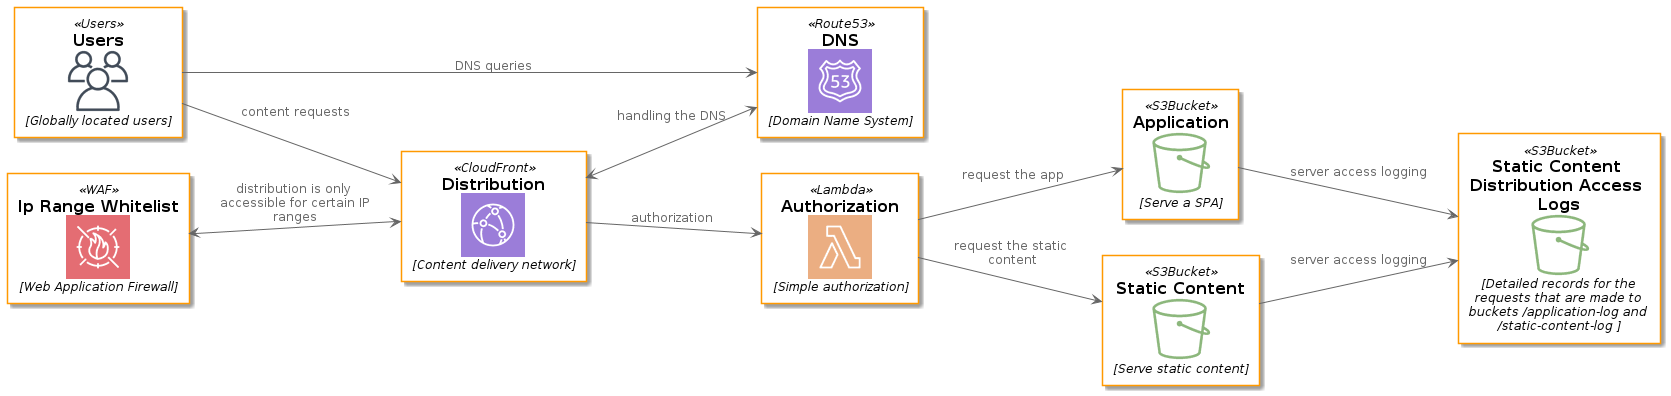 «Users»
Users
[Globally located users]
DNS queries
content requests
«WAF»
Ip Range Whitelist
[Web Application Firewall]
distribution is only
accessible for certain IP
ranges
«CloudFront»
Distribution
[Content delivery network]
handling the DNS
authorization
«Route53»
DNS
53
[Domain Name System]
«Lambda»
Authorization
[Simple authorization]
request the app
request the static
content
«S3Bucket»
Application
[Serve a SPA]
«S3Bucket»
Static Content
[Serve static content]
server access logging
server access logging
«S3Bucket»
Static Content
Distribution Access
Logs
[Detailed records for the
requests that are made to
buckets /application-log and
/static-content-log ]